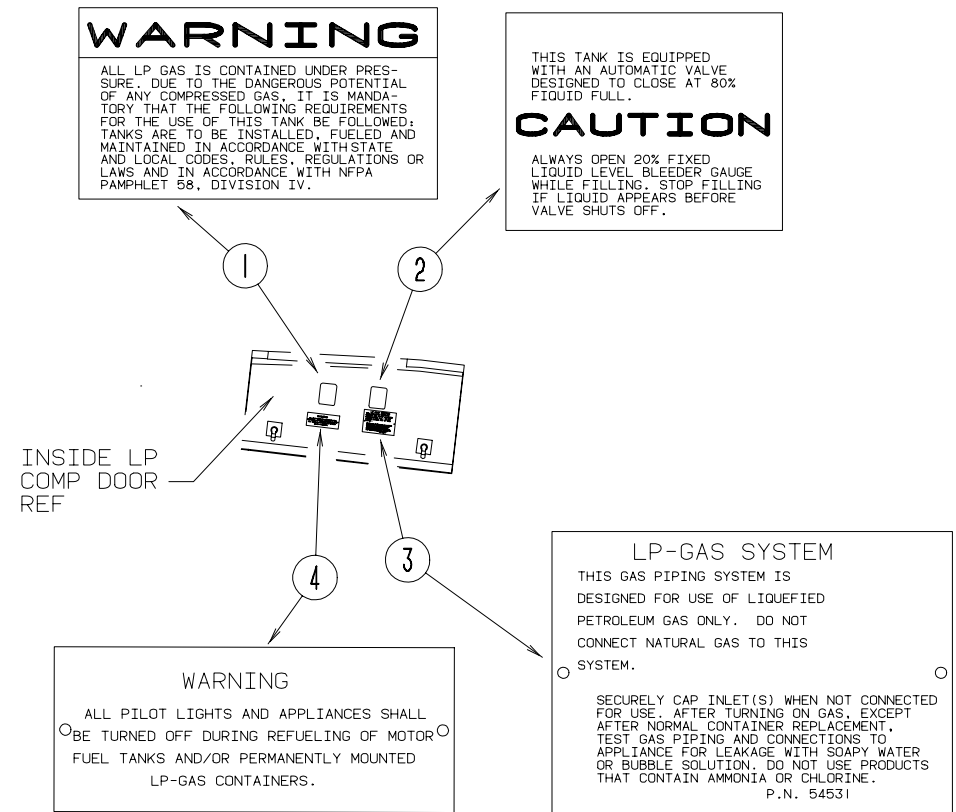 WARNING
ALL LP GAS IS CONTAINED UNDER PRES-
SURE. DUE TO THE DANGEROUS POTENTIAL
OF ANY COMPRESSED GAS, IT IS MANDA-
TORY THAT THE FOLLOWING REQUIREMENTS
FOR THE USE OF THIS TANK BE FOLLOWED:
TANKS ARE TO BE INSTALLED, FUELED AND
MAINTAINED IN ACCORDANCE WITH STATE
AND LOCAL CODES, RULES, REGULATIONS OR
LAWS AND IN ACCORDANCE WITH NFPA
PAMPHLET 58, DIVISION IV.
THIS TANK IS EQUIPPED
WITH AN AUTOMATIC VALVE
DESIGNED TO CLOSE AT 80%
FIQUID FULL.
CAUTION
ALWAYS OPEN 20% FIXED
LIQUID LEVEL BLEEDER GAUGE
WHILE FILLING. STOP FILLING
IF LIQUID APPEARS BEFORE
VALVE SHUTS OFF.
1
2
INSIDE LP
COMP DOOR
REF
4
3
WARNING
ALL PILOT LIGHTS AND APPLIANCES SHALL
BE TURNED OFF DURING REFUELING OF MOTOR
FUEL TANKS AND/OR PERMANENTLY MOUNTED
LP-GAS CONTAINERS.
LP-GAS SYSTEM
THIS GAS PIPING SYSTEM IS
DESIGNED FOR USE OF LIQUEFIED
PETROLEUM GAS ONLY. DO NOT
CONNECT NATURAL GAS TO THIS
SYSTEM.
SECURELY CAP INLET(S) WHEN NOT CONNECTED
FOR USE. AFTER TURNING ON GAS, EXCEPT
AFTER NORMAL CONTAINER REPLACEMENT,
TEST GAS PIPING AND CONNECTIONS TO
APPLIANCE FOR LEAKAGE WITH SOAPY WATER
OR BUBBLE SOLUTION. DO NOT USE PRODUCTS
THAT CONTAIN AMMONIA OR CHLORINE.
P.N. 54531